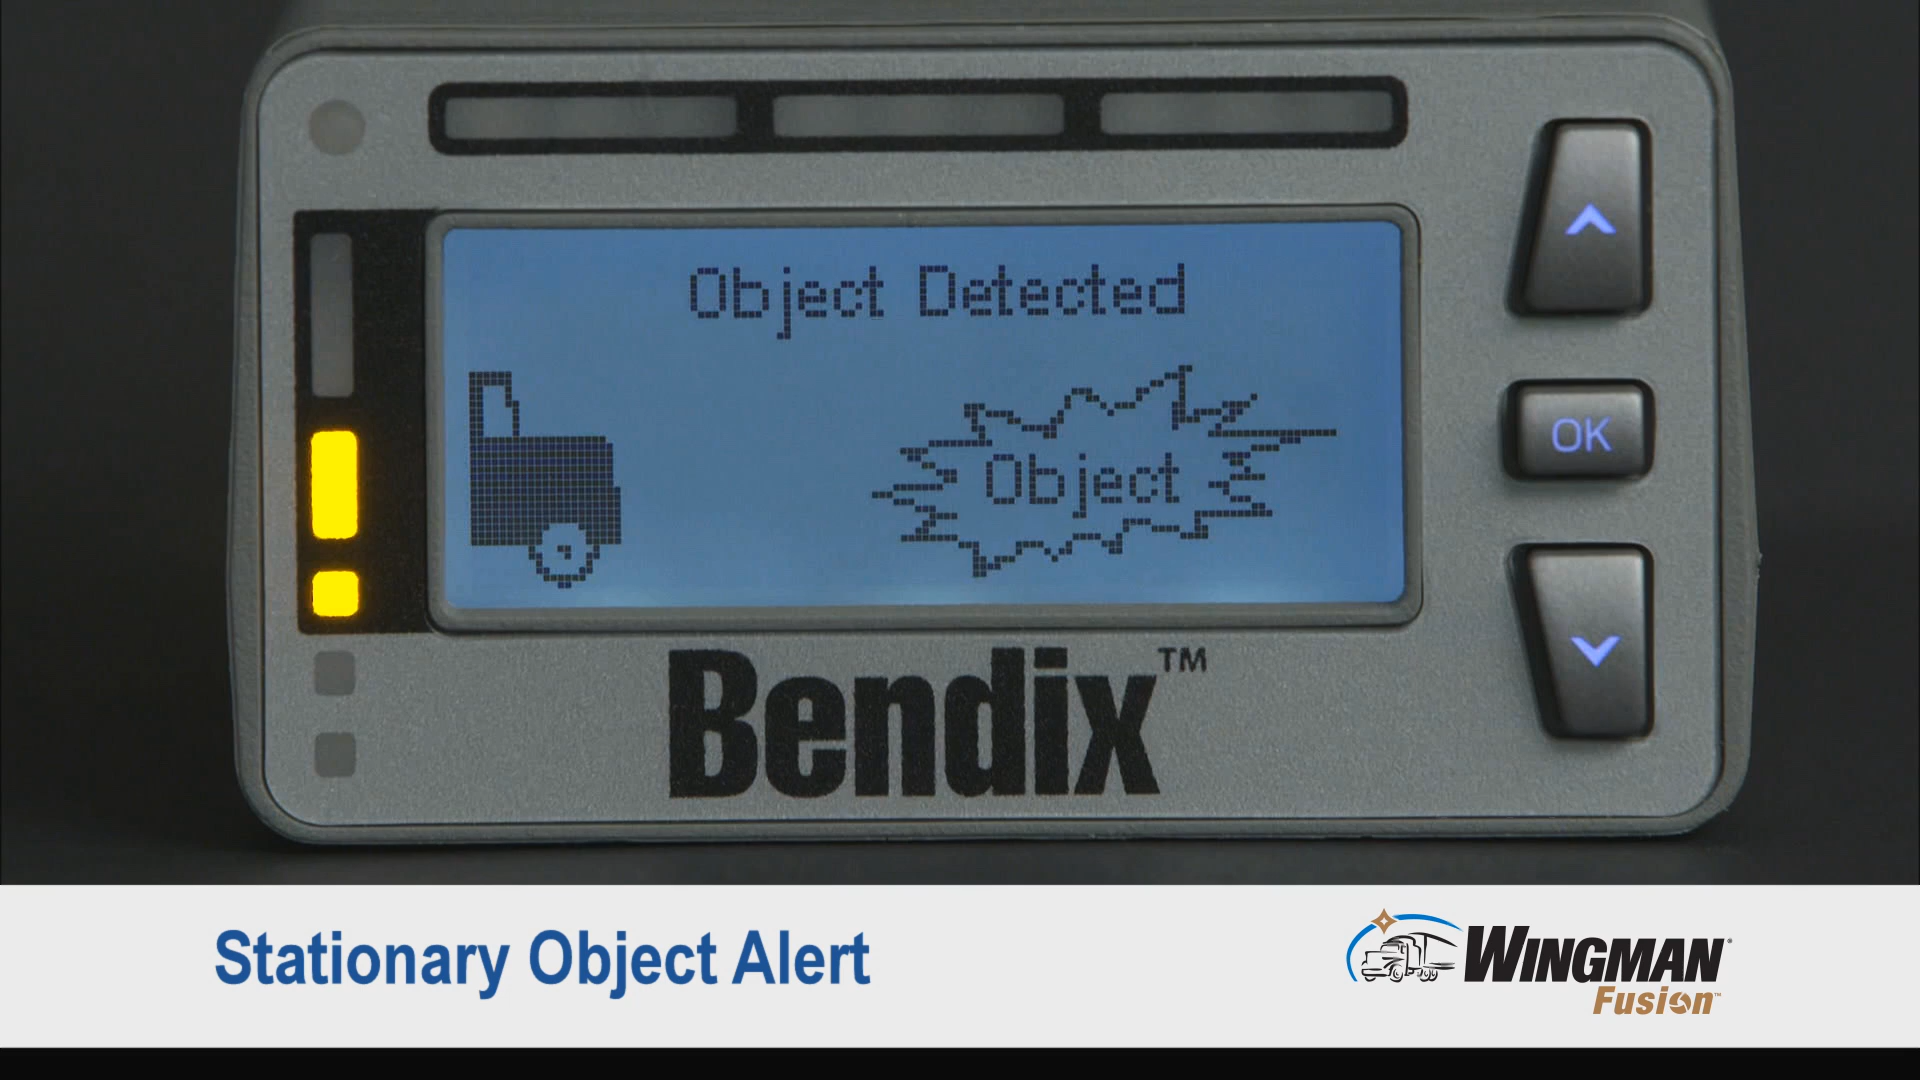 Object Detected
Object
OK
Bendix™
Stationary Object Alert
WINGMAN®
Fusion™